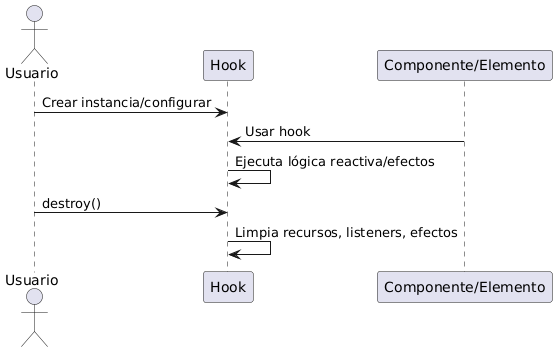 Usuario
Hook
Componente/Elemento
Crear instancia/configurar
Usar hook
Ejecuta lógica reactiva/efectos
destroy()
Limpia recursos, listeners, efectos
Usuario
Hook
Componente/Elemento